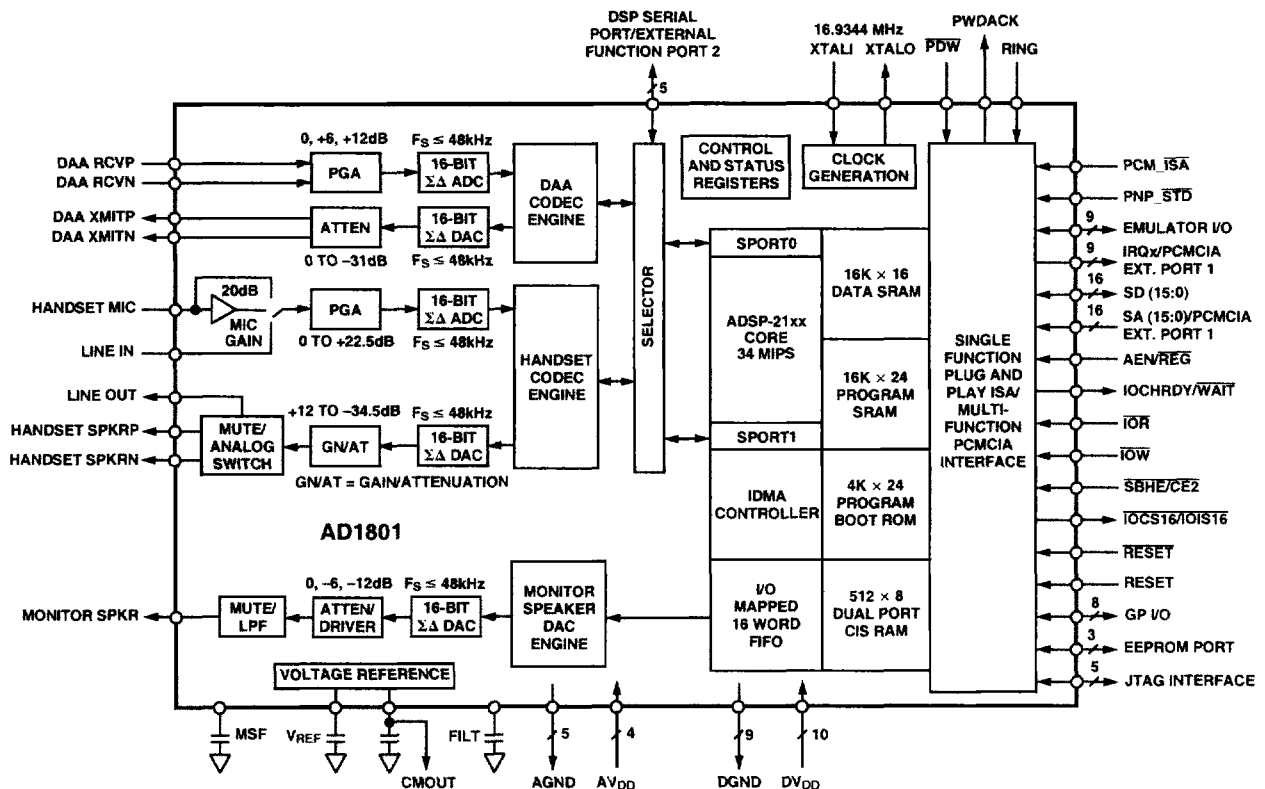 DSP SERIAL
PORT/EXTERNAL
FUNCTION PORT 2
5
16.9344 MHz
XTALI XTALO
PDW
PWDACK
RING
DAA RCVP
DAA RCVN
DAA XMITP
DAA XMITN
HANDSET MIC
LINE IN
LINE OUT
HANDSET SPKRP
HANDSET SPKRN
MONITOR SPKR
0, +6, +12dB
PGA
FS ≤ 48kHz
16-BIT
ΣΔ ADC
ATTEN
0 TO –31dB
16-BIT
ΣΔ DAC
FS ≤ 48kHz
DAA
CODEC
ENGINE
20dB
MIC
GAIN
PGA
0 TO +22.5dB
16-BIT
ΣΔ ADC
FS ≤ 48kHz
HANDSET
CODEC
ENGINE
MUTE/
ANALOG
SWITCH
+12 TO –34.5dB
GN/AT
FS ≤ 48kHz
16-BIT
ΣΔ DAC
GN/AT = GAIN/ATTENUATION
AD1801
MUTE/
LPF
0, –6, –12dB
ATTEN/
DRIVER
FS ≤ 48kHz
16-BIT
ΣΔ DAC
MONITOR
SPEAKER
DAC
ENGINE
VOLTAGE REFERENCE
SELECTOR
CONTROL
AND STATUS
REGISTERS
CLOCK
GENERATION
SPORT0
ADSP-21xx
CORE
34 MIPS
SPORT1
IDMA
CONTROLLER
I/O
MAPPED
16 WORD
FIFO
16K × 16
DATA SRAM
16K × 24
PROGRAM
SRAM
4K × 24
PROGRAM
BOOT ROM
512 × 8
DUAL PORT
CIS RAM
SINGLE
FUNCTION
PLUG AND
PLAY ISA/
MULTI-
FUNCTION
PCMCIA
INTERFACE
PCM_ISA
PNP_STD
9
EMULATOR I/O
9
IRQx/PCMCIA
EXT. PORT 1
16
SD (15:0)
16
SA (15:0)/PCMCIA
EXT. PORT 1
AEN/REG
IOCHRDY/WAIT
IOR
IOW
SBHE/CE2
IOCS16/IOIS16
RESET
RESET
8
GP I/O
3
EEPROM PORT
5
JTAG INTERFACE
MSF
VREF
CMOUT
FILT
5
AGND
4
AVDD
9
DGND
10
DVDD